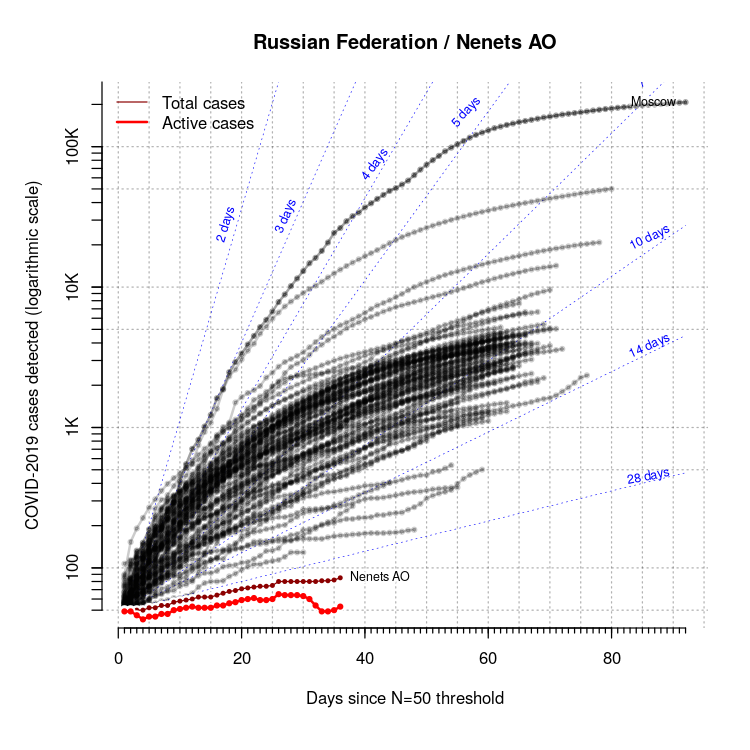 Russian Federation / Nenets AO
Total cases
Active cases
Moscow
2 days
3 days
4 days
5 days
10 days
14 days
28 days
Nenets AO
COVID-2019 cases detected (logarithmic scale)
100K
10K
1K
100
0 20 40 60 80
Days since N=50 threshold